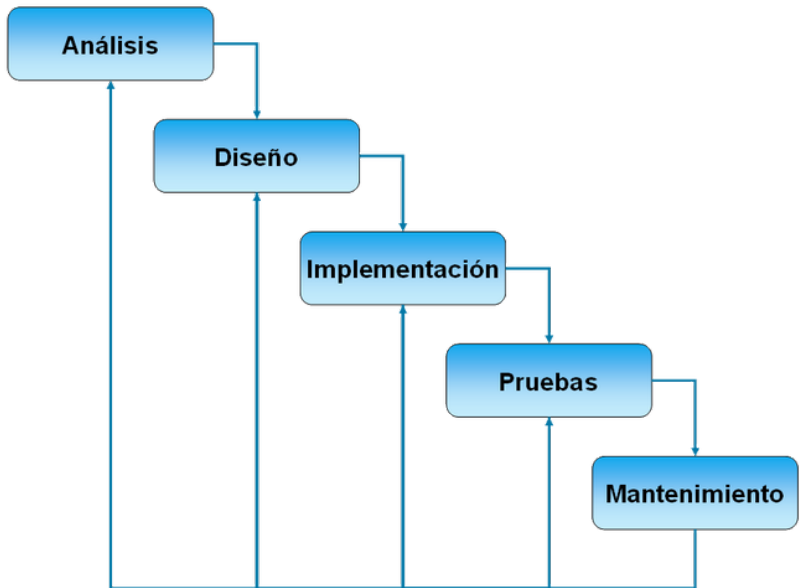 Análisis
Diseño
Implementación
Pruebas
Mantenimiento